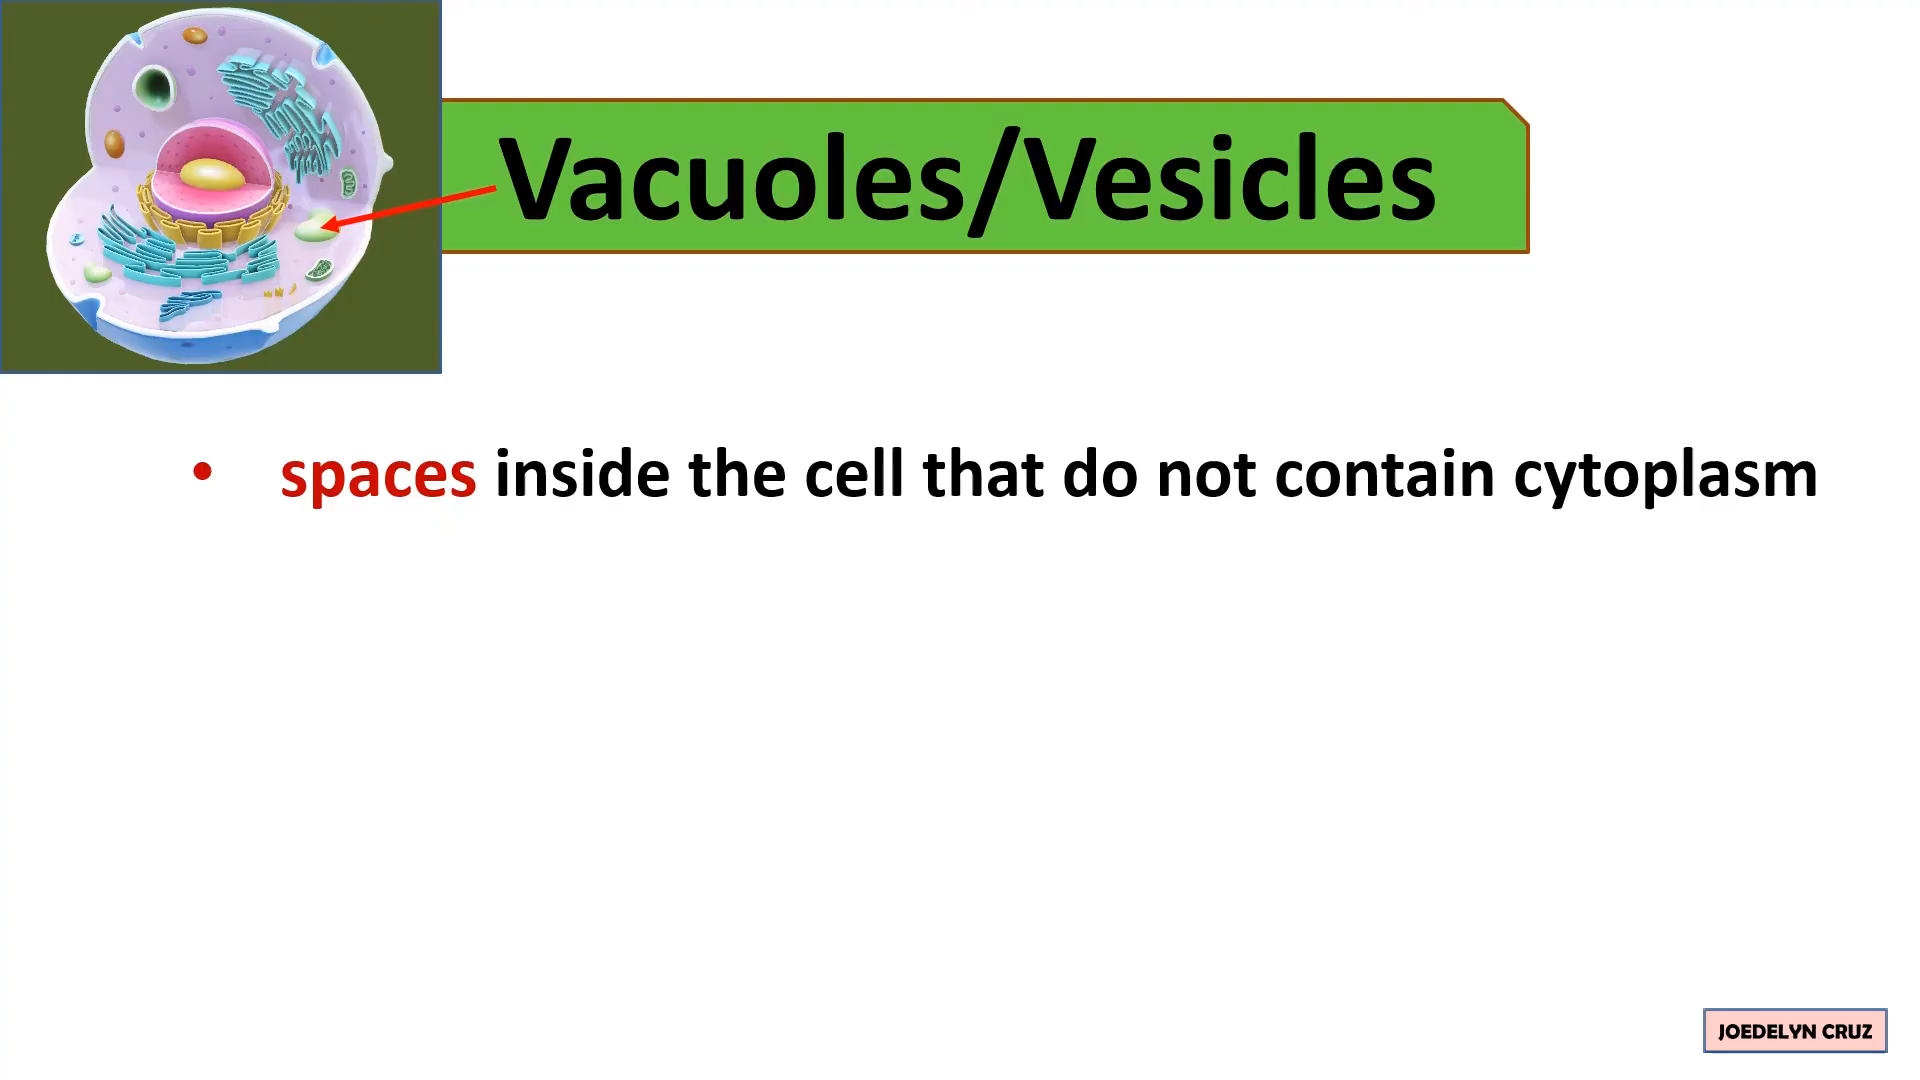 Vacuoles/Vesicles
• spaces inside the cell that do not contain cytoplasm
JOEDELYN CRUZ